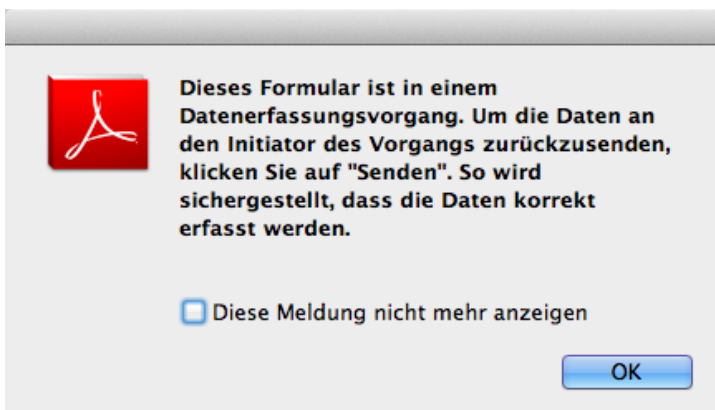 Dieses Formular ist in einem
Datenerfassungsvorgang. Um die Daten an
den Initiator des Vorgangs zurückzusenden,
klicken Sie auf "Senden". So wird
sichergestellt, dass die Daten korrekt
erfasst werden.
Diese Meldung nicht mehr anzeigen
OK